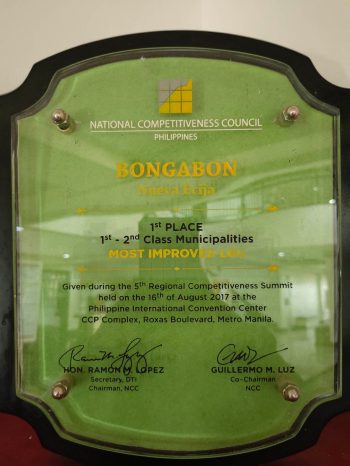 NATIONAL COMPETITIVENESS COUNCIL
PHILIPPINES
BONGABON
Nueva Ecija
1st PLACE
1st - 2nd Class Municipalities
MOST IMPROVED LGU
Given during the 5th Regional Competitiveness Summit
held on the 16th of August 2017 at the
Philippine International Convention Center
CCP Complex, Roxas Boulevard, Metro Manila.
HON. RAMON M. LOPEZ
Secretary, DTI
Chairman, NCC
GUILLERMO M. LUZ
Co-Chairman
NCC